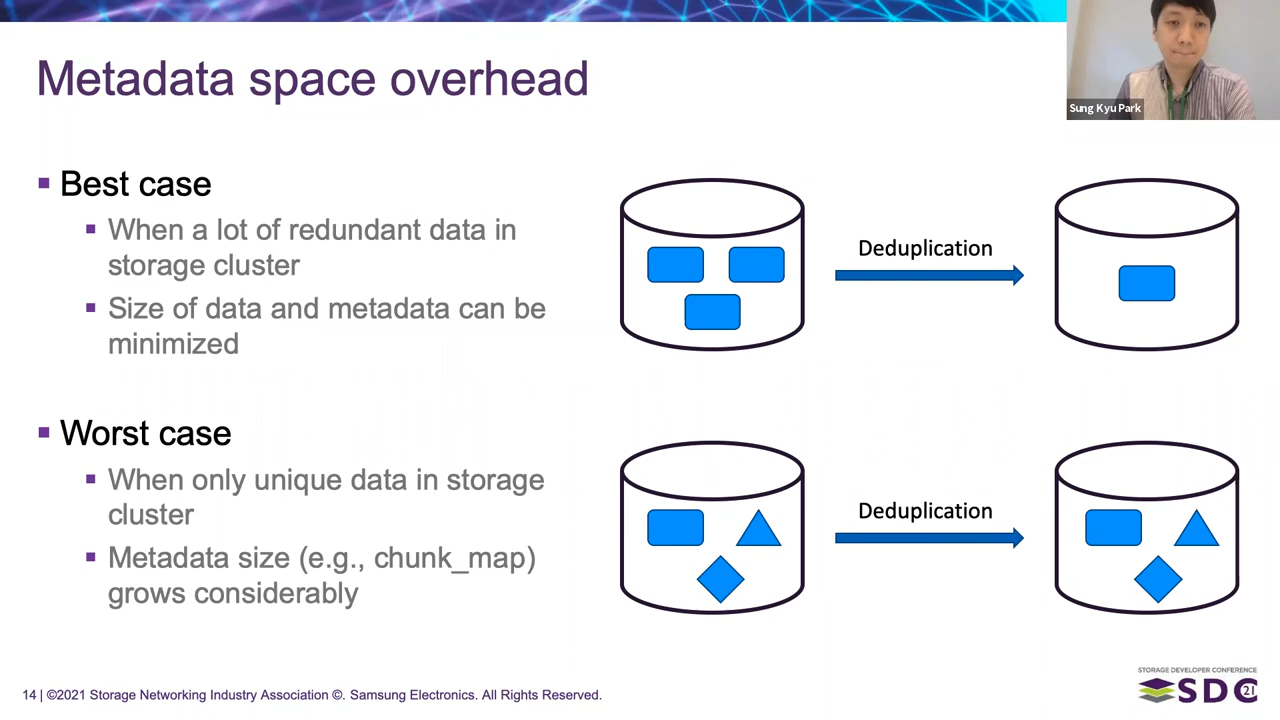 Sung Kyu Park
Metadata space overhead
Best case
When a lot of redundant data in
storage cluster
Size of data and metadata can be
minimized
Deduplication
Worst case
When only unique data in storage
cluster
Metadata size (e.g., chunk_map)
grows considerably
Deduplication
14 | ©2021 Storage Networking Industry Association ©. Samsung Electronics. All Rights Reserved.
STORAGE DEVELOPER CONFERENCE
SDC 21